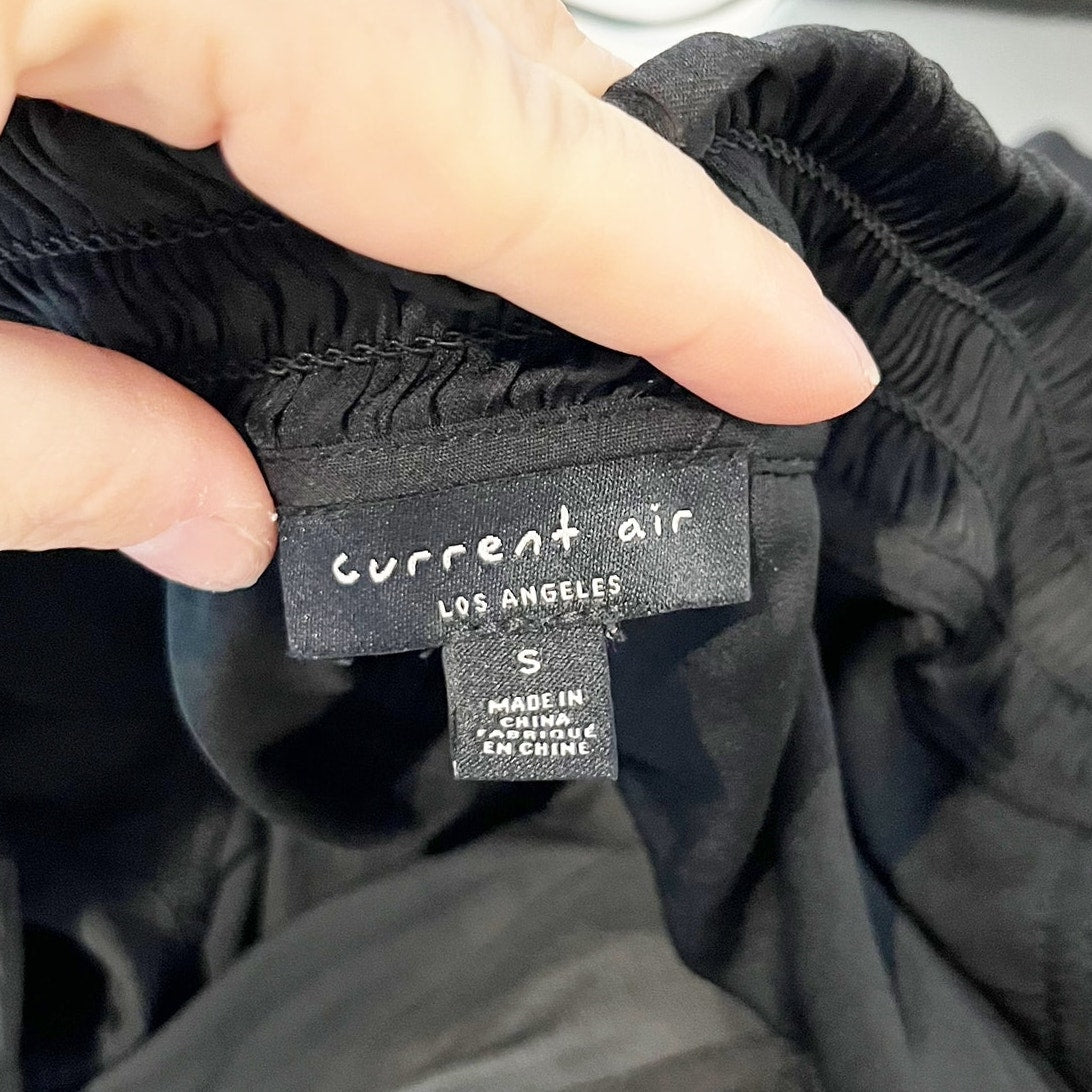 current air
LOS ANGELES
S
MADE IN
CHINA
FABRIQUÉ
EN CHINE